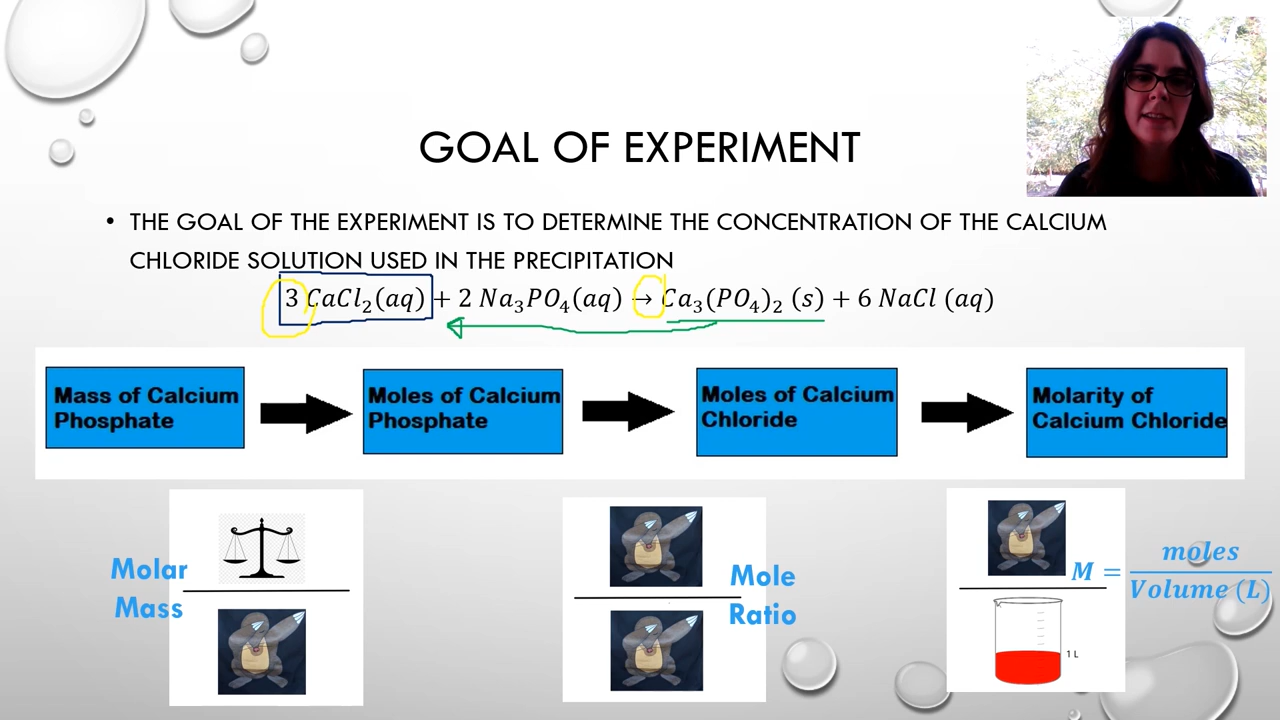 GOAL OF EXPERIMENT
• THE GOAL OF THE EXPERIMENT IS TO DETERMINE THE CONCENTRATION OF THE CALCIUM
CHLORIDE SOLUTION USED IN THE PRECIPITATION
3 CaCl₂(aq) + 2 Na₃PO₄(aq) → Ca₃(PO₄)₂ (s) + 6 NaCl (aq)
Mass of Calcium
Phosphate
Moles of Calcium
Phosphate
Moles of Calcium
Chloride
Molarity of
Calcium Chloride
Molar
Mass
Mole
Ratio
M = moles / Volume (L)
1 L